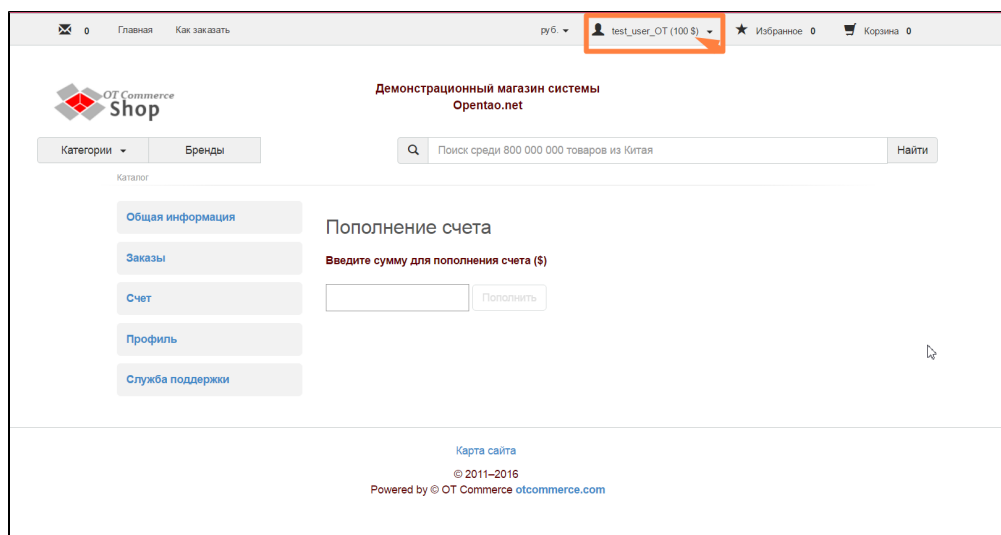 0 Главная Как заказать руб. test_user_OT (100 $) Избранное 0 Корзина 0
OT Commerce
Shop
Демонстрационный магазин системы
Opentao.net
Категории Бренды Поиск среди 800 000 000 товаров из Китая Найти
Каталог
Общая информация
Заказы
Счет
Профиль
Служба поддержки
Пополнение счета
Введите сумму для пополнения счета ($)
Пополнить
Карта сайта
© 2011–2016
Powered by © OT Commerce otcommerce.com